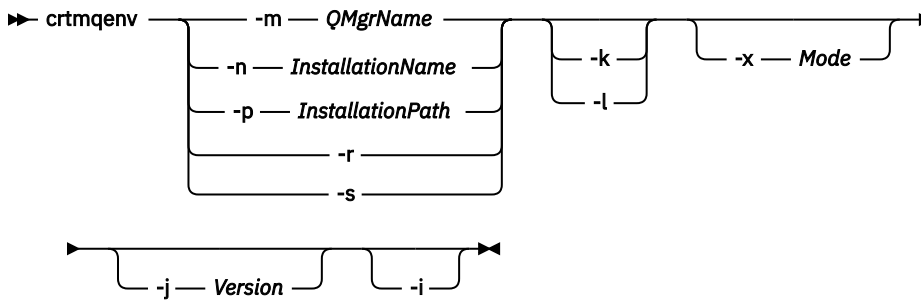 crtmqenv -m QMgrName
-n InstallationName
-p InstallationPath
-r
-s
-k
-l
-x Mode
-j Version
-i